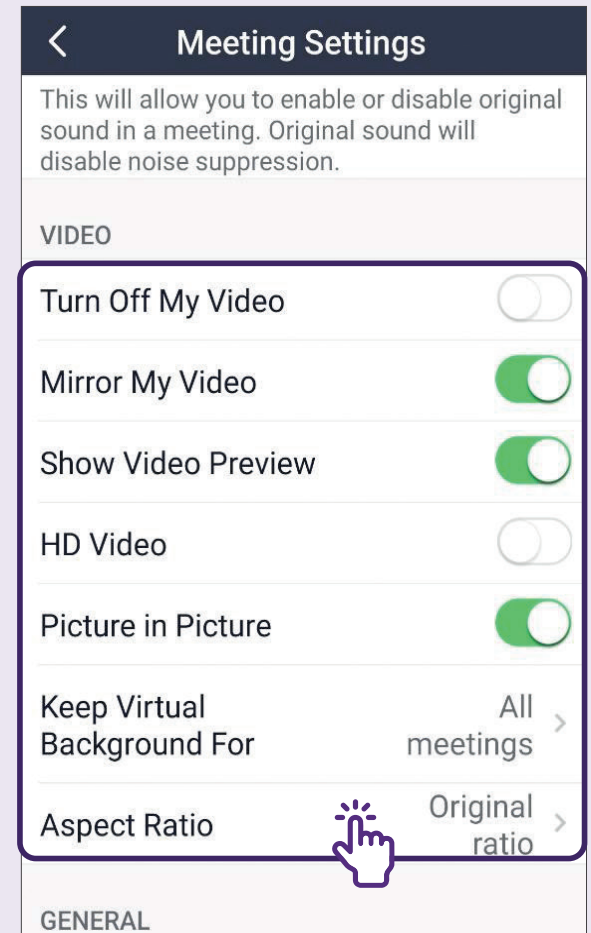 Meeting Settings
This will allow you to enable or disable original
sound in a meeting. Original sound will
disable noise suppression.
VIDEO
Turn Off My Video
Mirror My Video
Show Video Preview
HD Video
Picture in Picture
Keep Virtual
Background For
All
meetings
Aspect Ratio
Original
ratio
GENERAL